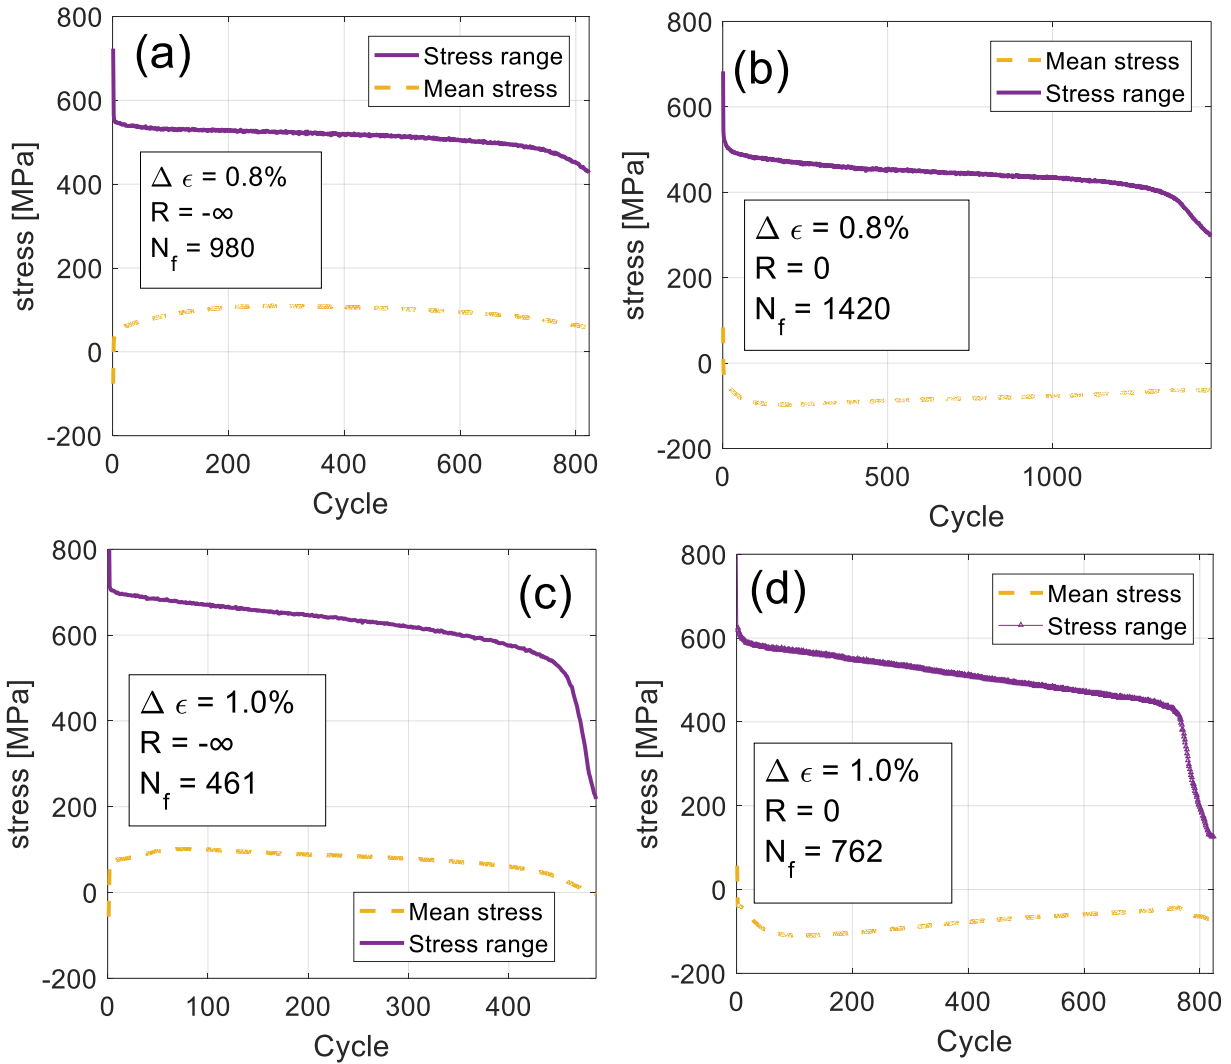 (a)
Stress range
Mean stress
Δ ϵ = 0.8%
R = -∞
N_f = 980
800
600
400
200
0
-200
stress [MPa]
0 200 400 600 800
Cycle
(b)
Mean stress
Stress range
Δ ϵ = 0.8%
R = 0
N_f = 1420
800
600
400
200
0
-200
stress [MPa]
0 500 1000
Cycle
(c)
Δ ϵ = 1.0%
R = -∞
N_f = 461
Mean stress
Stress range
800
600
400
200
0
-200
stress [MPa]
0 100 200 300 400
Cycle
(d)
Mean stress
Stress range
Δ ϵ = 1.0%
R = 0
N_f = 762
800
600
400
200
0
-200
stress [MPa]
0 200 400 600 800
Cycle